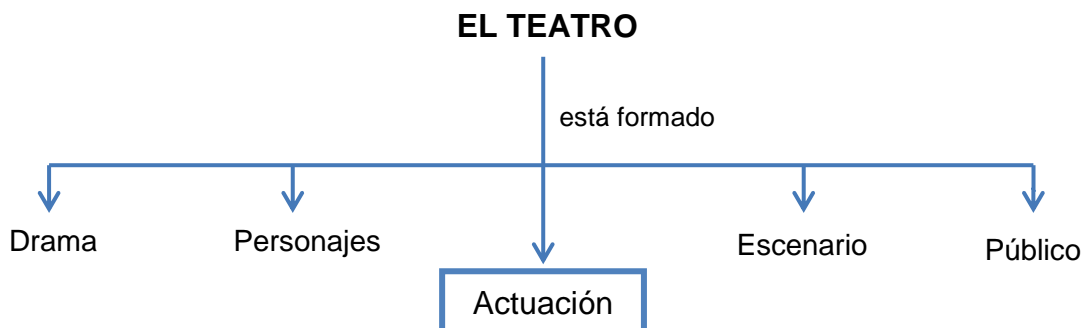 EL TEATRO
está formado
Drama
Personajes
Escenario
Público
Actuación